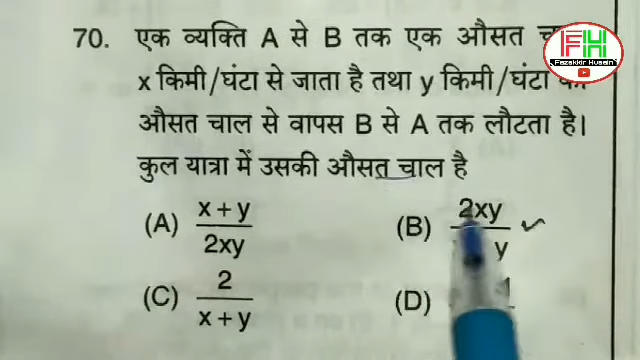 FH
Fazakkir Husain
70. एक व्यक्ति A से B तक एक औसत
x किमी/घंटा से जाता है तथा y किमी/घंटा
औसत चाल से वापस B से A तक लौटता है।
कुल यात्रा में उसकी औसत चाल है
(A) x + y / 2xy (B) 2xy / y
(C) 2 / x + y (D)